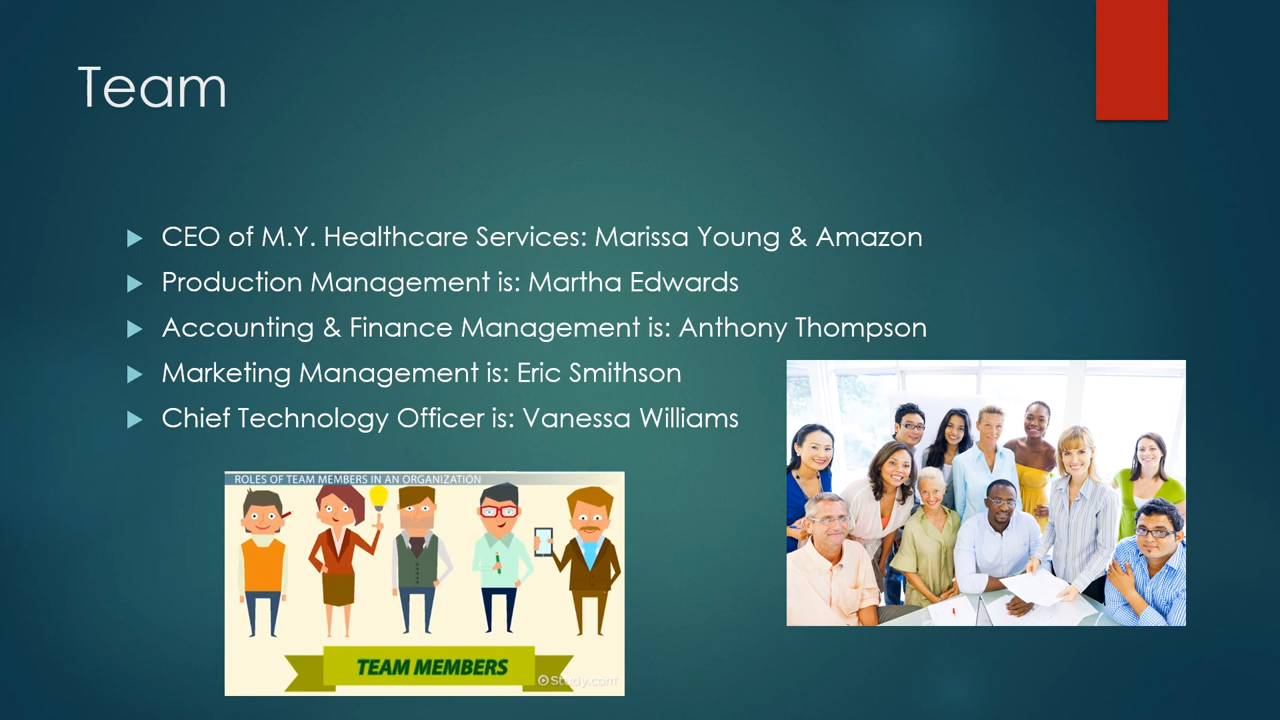 Team
CEO of M.Y. Healthcare Services: Marissa Young & Amazon
Production Management is: Martha Edwards
Accounting & Finance Management is: Anthony Thompson
Marketing Management is: Eric Smithson
Chief Technology Officer is: Vanessa Williams
ROLES OF TEAM MEMBERS IN AN ORGANIZATION
TEAM MEMBERS
Study.com